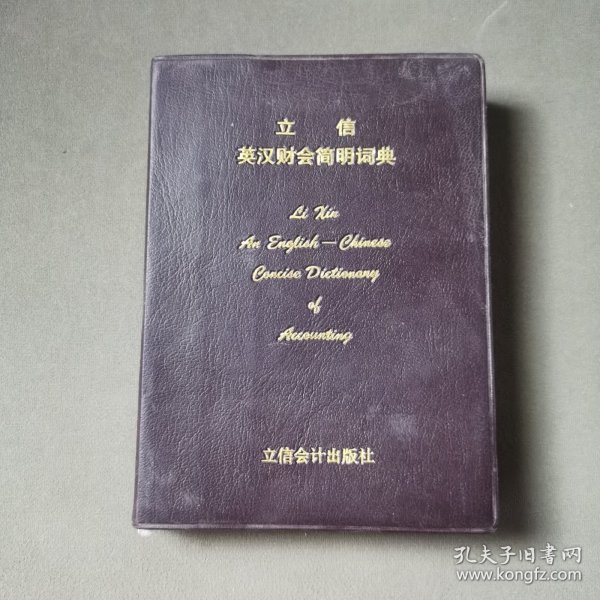 立 信
英汉财会简明词典
Li Xin
An English — Chinese
Concise Dictionary
of
Accounting
立信会计出版社
孔夫子旧书网
www.kongfz.com